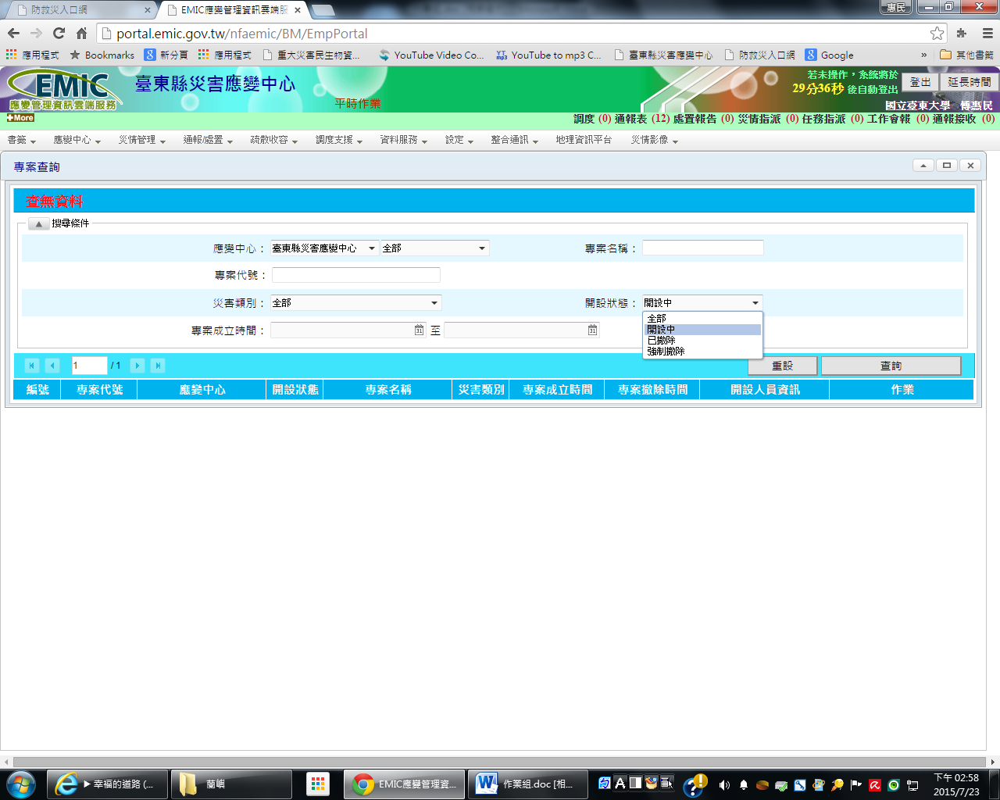 防救災入口網
EMIC應變管理資訊雲端服
惠民
portal.emic.gov.tw/nfaemic/BM/EmpPortal
應用程式 Bookmarks 新分頁 應用程式 重大災害民生物資... YouTube Video Co... YouTube to mp3 C... 臺東縣災害應變中心 防救災入口網 Google » 其他書籤
EMIC
應變管理資訊雲端服務
臺東縣災害應變中心
平時作業
若未操作，系統將於
29分36秒 後自動登出
登出 延長時間
國立臺東大學 傅惠民
+More
調度 (0) 通報表 (12) 處置報告 (0) 災情指派 (0) 任務指派 (0) 工作會報 (0) 通報接收 (0)
書籤 應變中心 災情管理 通報/處置 疏散收容 調度支援 資料服務 設定 整合通訊 地理資訊平台 災情影像
專案查詢
查無資料
搜尋條件
應變中心： 臺東縣災害應變中心 全部 專案名稱：
專案代號：
災害類別： 全部 開設狀態： 開設中
全部
開設中
已撤除
強制撤除
專案成立時間： 31 至 31
1 / 1 重設 查詢
編號 專案代號 應變中心 開設狀態 專案名稱 災害類別 專案成立時間 專案撤除時間 開設人員資訊 作業
幸福的道路 (... 蘭嶼 EMIC應變管理資... 作業組.doc [相...
下午 02:58
2015/7/23